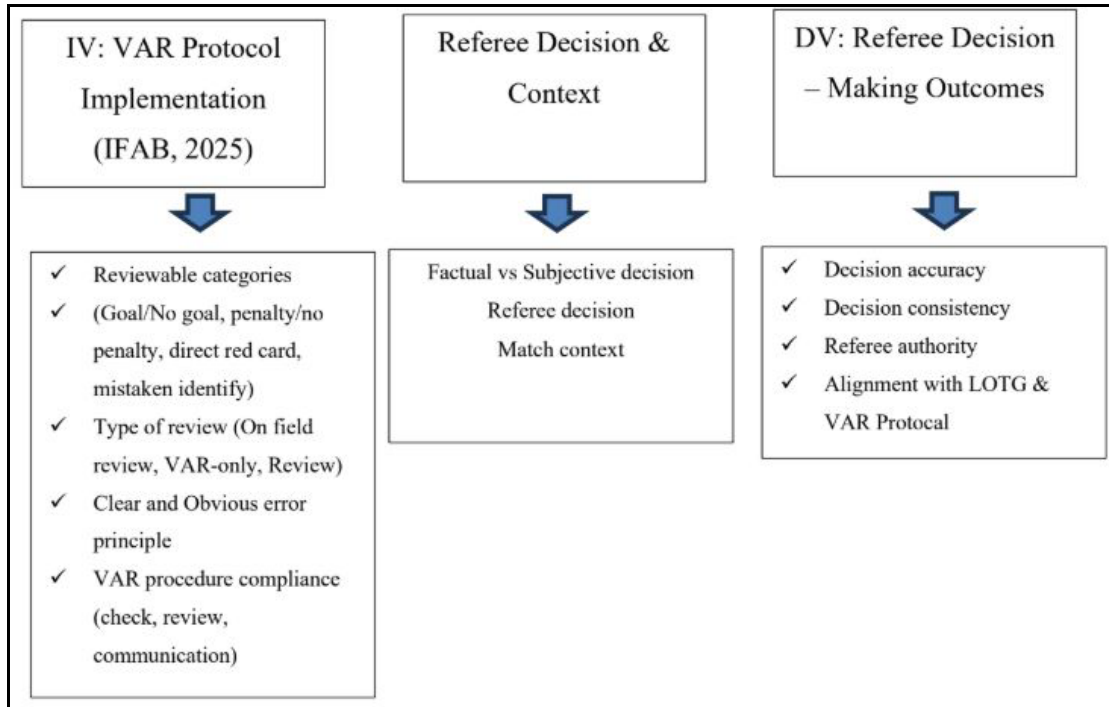 IV: VAR Protocol
Implementation
(IFAB, 2025)
✓ Reviewable categories
✓ (Goal/No goal, penalty/no
penalty, direct red card,
mistaken identify)
✓ Type of review (On field
review, VAR-only, Review)
✓ Clear and Obvious error
principle
✓ VAR procedure compliance
(check, review,
communication)
Referee Decision &
Context
Factual vs Subjective decision
Referee decision
Match context
DV: Referee Decision
– Making Outcomes
✓ Decision accuracy
✓ Decision consistency
✓ Referee authority
✓ Alignment with LOTG &
VAR Protocal